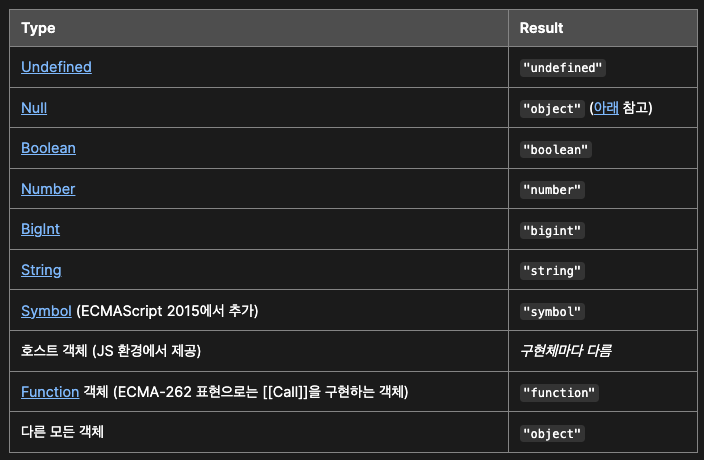 Type Result
Undefined "undefined"
Null "object" (아래 참고)
Boolean "boolean"
Number "number"
BigInt "bigint"
String "string"
Symbol (ECMAScript 2015에서 추가) "symbol"
호스트 객체 (JS 환경에서 제공) 구현체마다 다름
Function 객체 (ECMA-262 표현으로는 [[Call]]을 구현하는 객체) "function"
다른 모든 객체 "object"